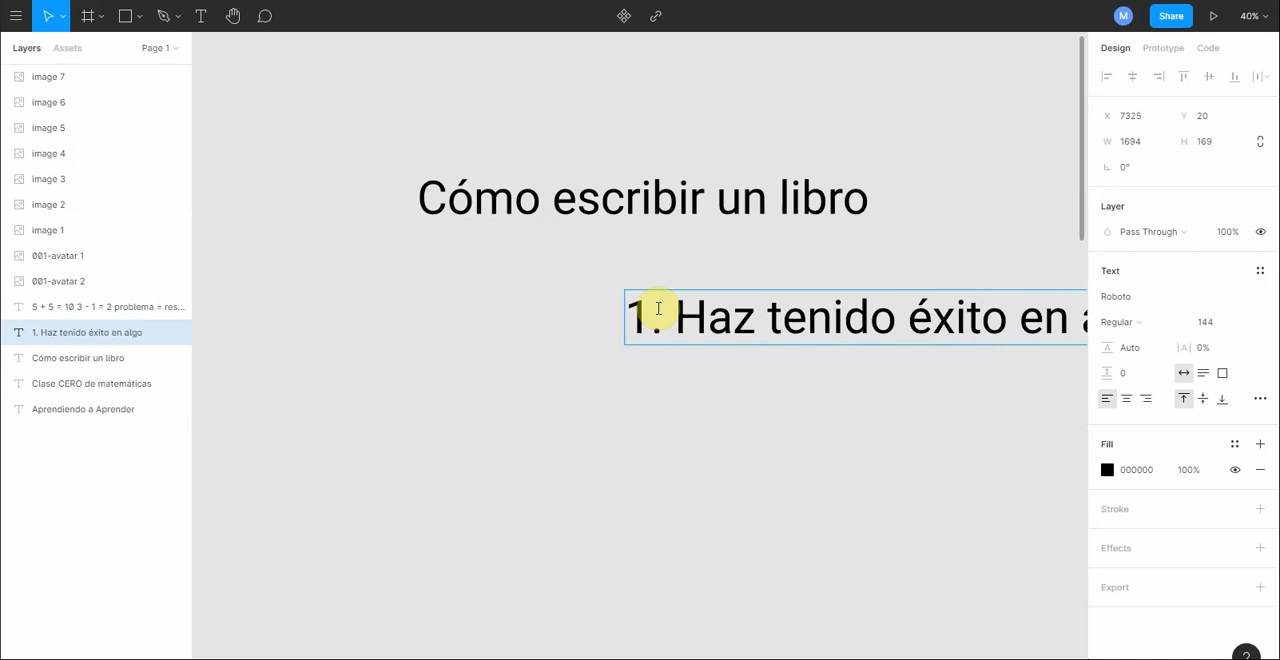 M
Share
40%
Layers
Assets
Page 1
Design
Prototype
Code
image 7
image 6
image 5
image 4
image 3
image 2
image 1
001-avatar 1
001-avatar 2
5 + 5 = 10 3 - 1 = 2 problema = res...
1. Haz tenido éxito en algo
Cómo escribir un libro
Clase CERO de matemáticas
Aprendiendo a Aprender
Cómo escribir un libro
1. Haz tenido éxito en a
X 7325 Y 20
W 1694 H 169
0°
Layer
Pass Through 100%
Text
Roboto
Regular 144
Auto |A| 0%
0
Fill
000000 100%
Stroke
Effects
Export
?